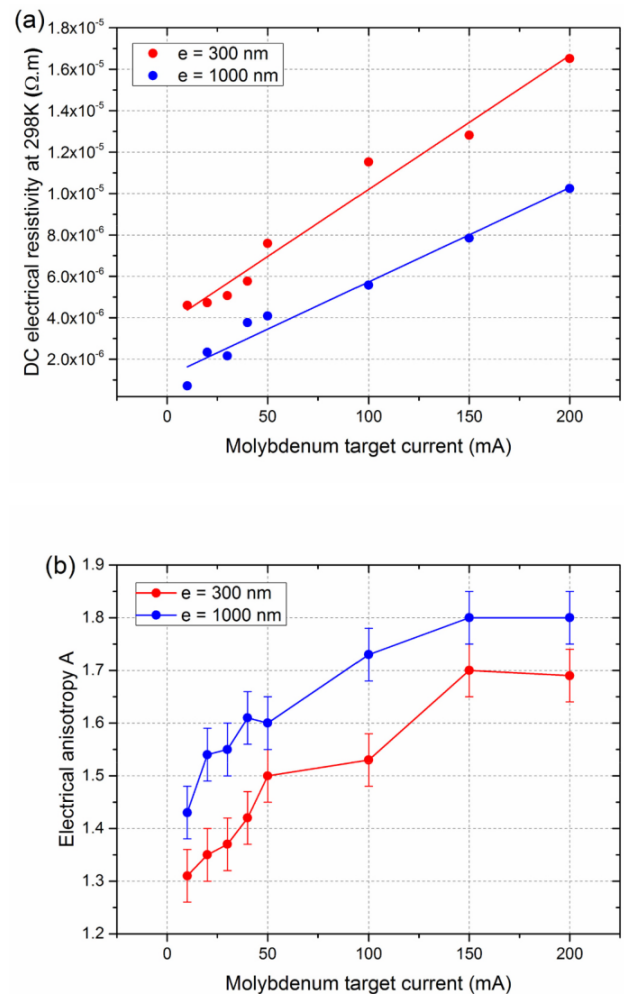 (a)
1.8x10⁻⁵
1.6x10⁻⁵
1.4x10⁻⁵
1.2x10⁻⁵
1.0x10⁻⁵
8.0x10⁻⁶
6.0x10⁻⁶
4.0x10⁻⁶
2.0x10⁻⁶
DC electrical resistivity at 298K (Ω.m)
e = 300 nm
e = 1000 nm
0 50 100 150 200
Molybdenum target current (mA)
(b)
1.9
1.8
1.7
1.6
1.5
1.4
1.3
1.2
Electrical anisotropy A
e = 300 nm
e = 1000 nm
0 50 100 150 200
Molybdenum target current (mA)